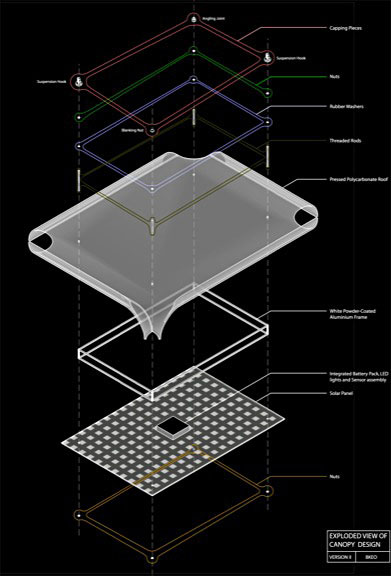 Angling Joint
Capping Pieces
Suspension Hook
Suspension Hook
Nuts
Rubber Washers
Blanking Nut
Threaded Rods
Pressed Polycarbonate Roof
White Powder-Coated
Aluminium Frame
Integrated Battery Pack, LED
lights and Sensor assembly
Solar Panel
Nuts
EXPLODED VIEW OF
CANOPY DESIGN
VERSION II BKEO